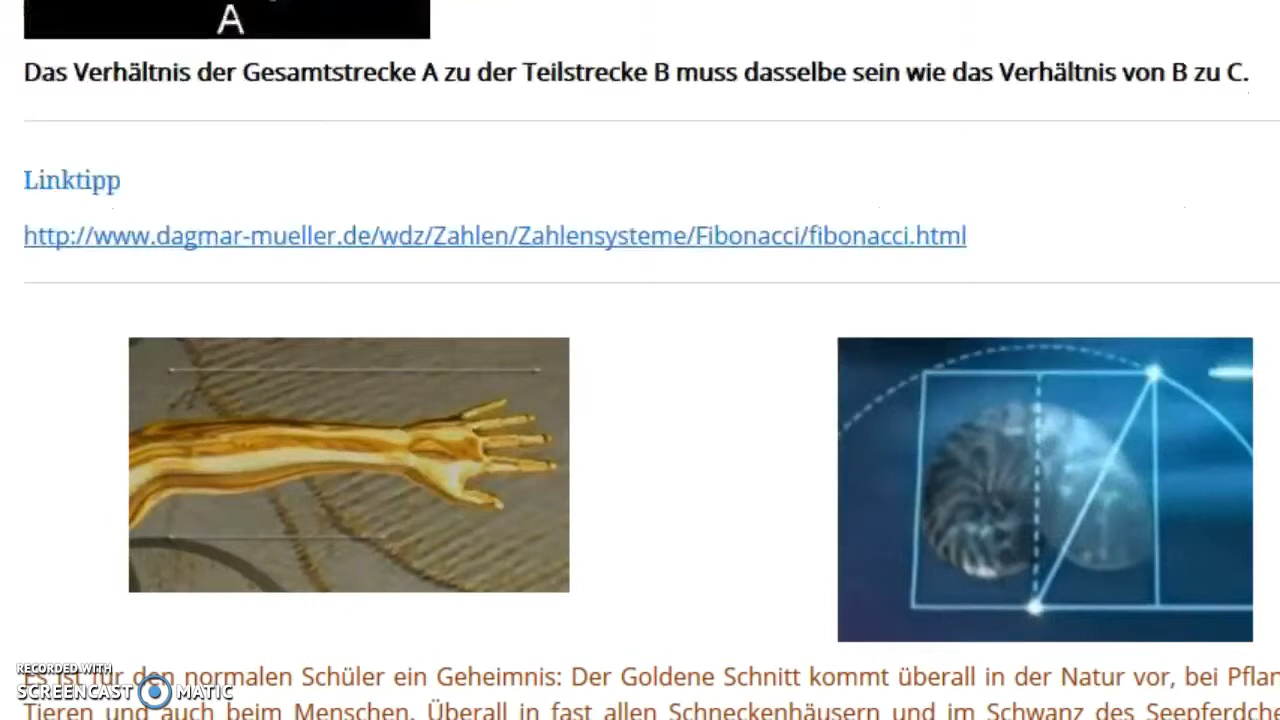 A
Das Verhältnis der Gesamtstrecke A zu der Teilstrecke B muss dasselbe sein wie das Verhältnis von B zu C.
Linktipp
http://www.dagmar-mueller.de/wdz/Zahlen/Zahlensysteme/Fibonacci/fibonacci.html
Es ist für den normalen Schüler ein Geheimnis: Der Goldene Schnitt kommt überall in der Natur vor, bei Pflan
Tieren und auch beim Menschen. Überall in fast allen Schneckenhäusern und im Schwanz des Seepferdche
RECORDED WITH
SCREENCAST MATIC